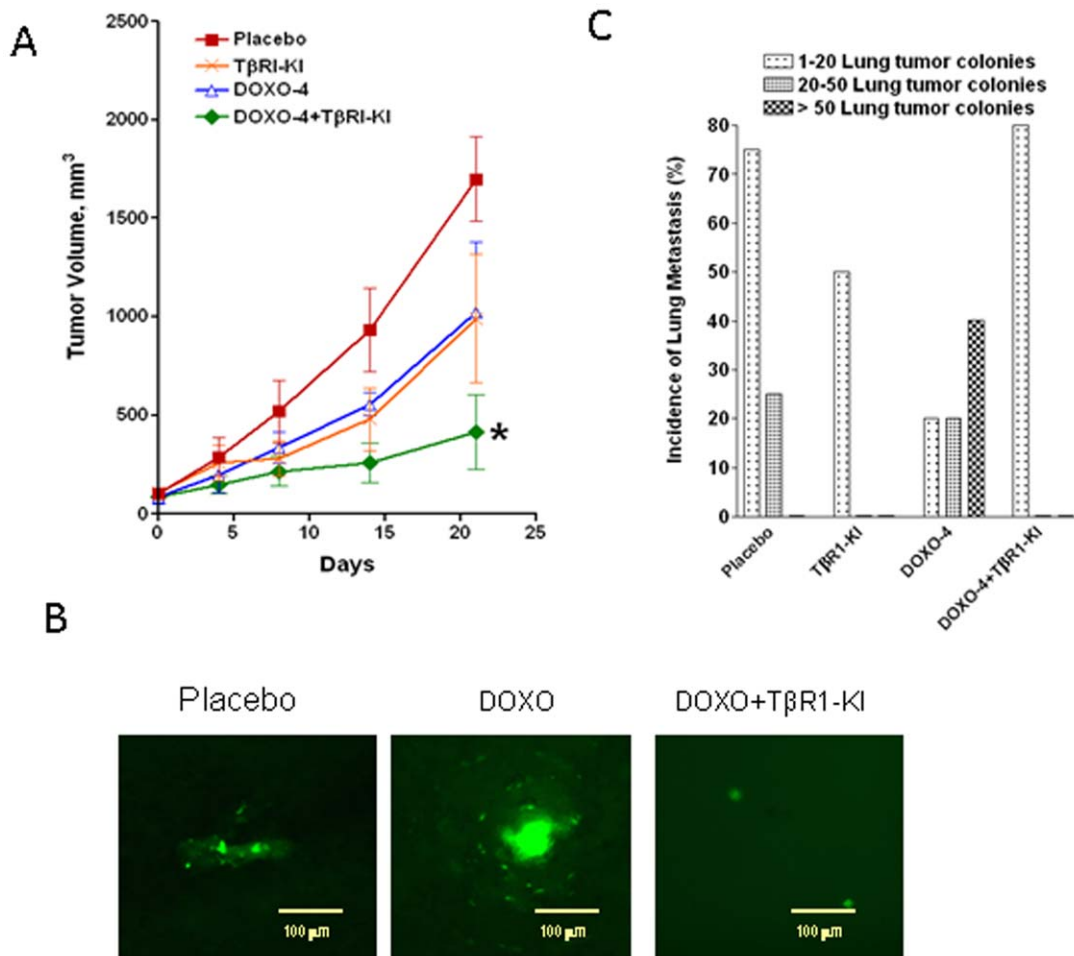 A
2500
2000
1500
1000
500
0
Tumor Volume, mm³
Placebo
TβRI-KI
DOXO-4
DOXO-4+TβRI-KI
*
0 5 10 15 20 25
Days
C
1-20 Lung tumor colonies
20-50 Lung tumor colonies
> 50 Lung tumor colonies
80
70
60
50
40
30
20
10
0
Incidence of Lung Metastasis (%)
Placebo
TβR1-KI
DOXO-4
DOXO-4+TβR1-KI
B
Placebo DOXO DOXO+TβR1-KI
100 μm 100 μm 100 μm